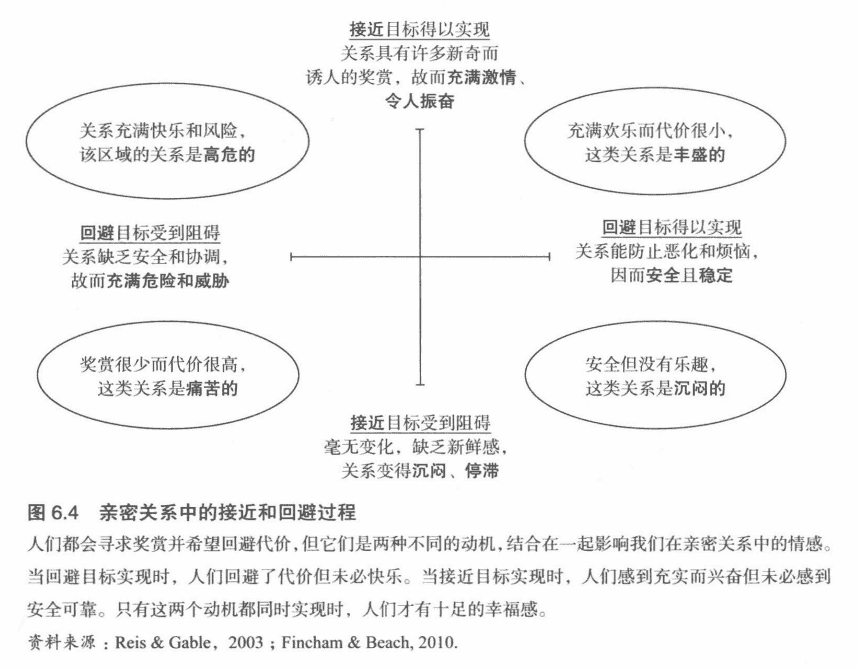 接近目标得以实现
关系具有许多新奇而
诱人的奖赏，故而充满激情、
令人振奋
关系充满快乐和风险，
该区域的关系是高危的
充满欢乐而代价很小，
这类关系是丰盛的
回避目标受到阻碍
关系缺乏安全和协调，
故而充满危险和威胁
回避目标得以实现
关系能防止恶化和烦恼，
因而安全且稳定
奖赏很少而代价很高，
这类关系是痛苦的
安全但没有乐趣，
这类关系是沉闷的
接近目标受到阻碍
毫无变化，缺乏新鲜感，
关系变得沉闷、停滞
图 6.4 亲密关系中的接近和回避过程
人们都会寻求奖赏并希望回避代价，但它们是两种不同的动机，结合在一起影响我们在亲密关系中的情感。
当回避目标实现时，人们回避了代价但未必快乐。当接近目标实现时，人们感到充实而兴奋但未必感到
安全可靠。只有这两个动机都同时实现时，人们才有十足的幸福感。
资料来源：Reis & Gable，2003；Fincham & Beach, 2010.